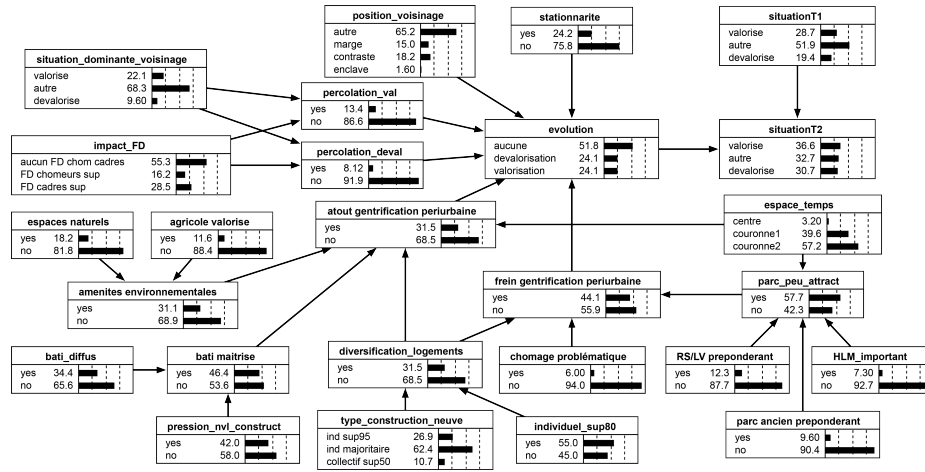 position_voisinage
autre 65.2
marge 15.0
contraste 18.2
enclave 1.60
stationnarite
yes 24.2
no 75.8
situationT1
valorise 28.7
autre 51.9
devalorise 19.4
situation_dominante_voisinage
valorise 22.1
autre 68.3
devalorise 9.60
percolation_val
yes 13.4
no 86.6
evolution
aucune 51.8
devalorisation 24.1
valorisation 24.1
situationT2
valorise 36.6
autre 32.7
devalorise 30.7
impact_FD
aucun FD chom cadres 55.3
FD chomeurs sup 16.2
FD cadres sup 28.5
percolation_deval
yes 8.12
no 91.9
espaces naturels
yes 18.2
no 81.8
agricole valorise
yes 11.6
no 88.4
atout gentrification periurbaine
yes 31.5
no 68.5
espace_temps
centre 3.20
couronne1 39.6
couronne2 57.2
amenites environnementales
yes 31.1
no 68.9
frein gentrification periurbaine
yes 44.1
no 55.9
parc_peu_attract
yes 57.7
no 42.3
bati_diffus
yes 34.4
no 65.6
bati maitrise
yes 46.4
no 53.6
diversification_logements
yes 31.5
no 68.5
chomage problématique
yes 6.00
no 94.0
RS/LV preponderant
yes 12.3
no 87.7
HLM_important
yes 7.30
no 92.7
pression_nvl_construct
yes 42.0
no 58.0
type_construction_neuve
ind sup95 26.9
ind majoritaire 62.4
collectif sup50 10.7
individuel_sup80
yes 55.0
no 45.0
parc ancien preponderant
yes 9.60
no 90.4